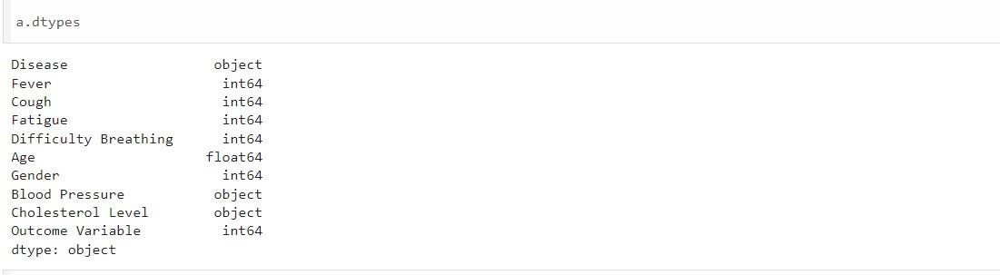 a.dtypes
Disease object
Fever int64
Cough int64
Fatigue int64
Difficulty Breathing int64
Age float64
Gender int64
Blood Pressure object
Cholesterol Level object
Outcome Variable int64
dtype: object